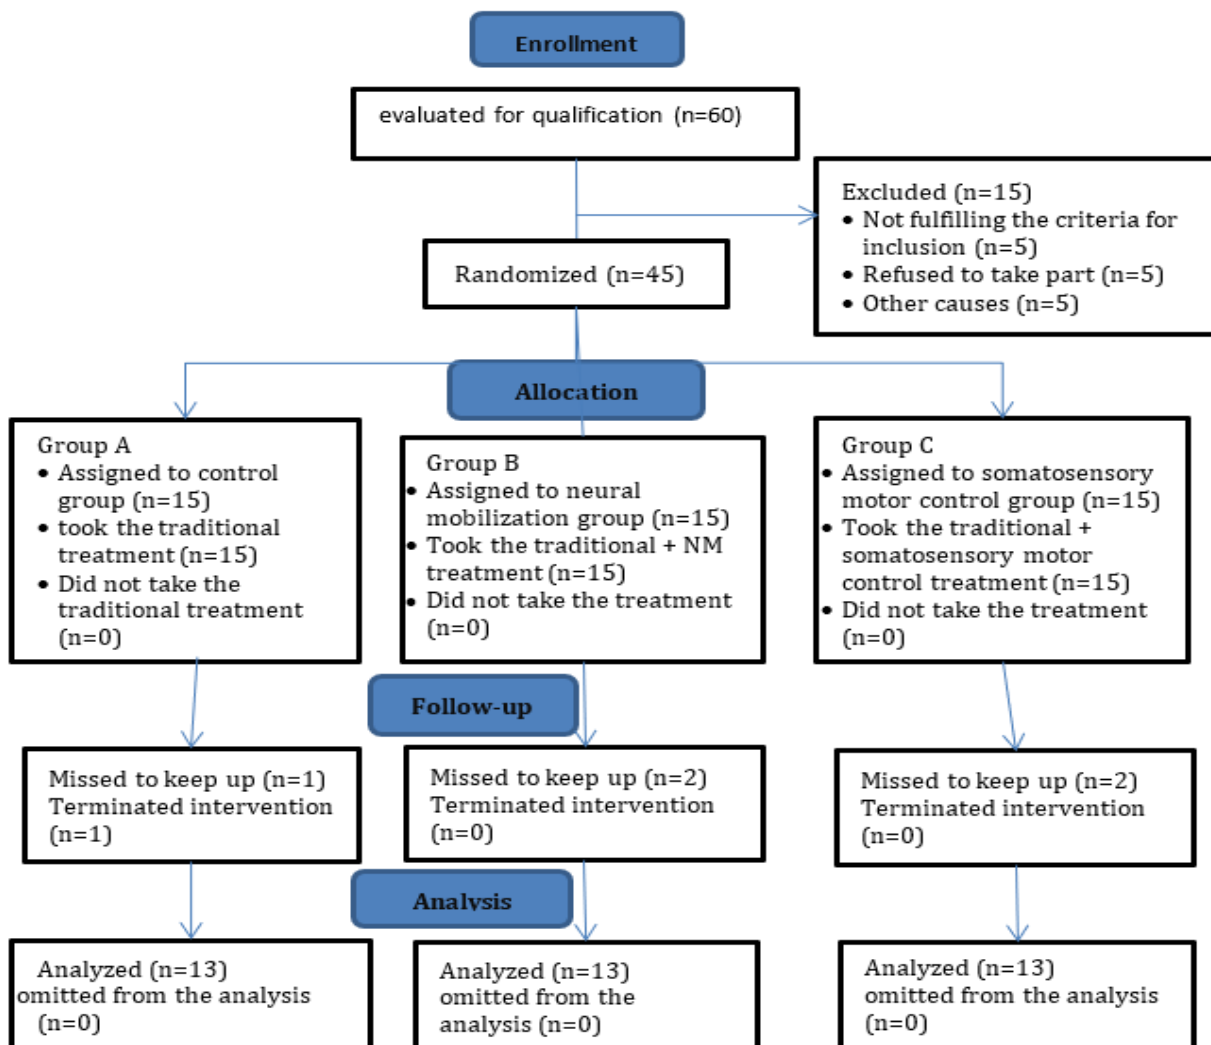 Enrollment
evaluated for qualification (n=60)
Excluded (n=15)
• Not fulfilling the criteria for
inclusion (n=5)
• Refused to take part (n=5)
• Other causes (n=5)
Randomized (n=45)
Allocation
Group A
• Assigned to control
group (n=15)
• took the traditional
treatment (n=15)
• Did not take the
traditional treatment
(n=0)
Group B
• Assigned to neural
mobilization group (n=15)
• Took the traditional + NM
treatment (n=15)
• Did not take the treatment
(n=0)
Group C
• Assigned to somatosensory
motor control group (n=15)
• Took the traditional +
somatosensory motor
control treatment (n=15)
• Did not take the treatment
(n=0)
Follow-up
Missed to keep up (n=1)
Terminated intervention
(n=1)
Missed to keep up (n=2)
Terminated intervention
(n=0)
Missed to keep up (n=2)
Terminated intervention
(n=0)
Analysis
Analyzed (n=13)
omitted from the analysis
(n=0)
Analyzed (n=13)
omitted from the
analysis (n=0)
Analyzed (n=13)
omitted from the analysis
(n=0)